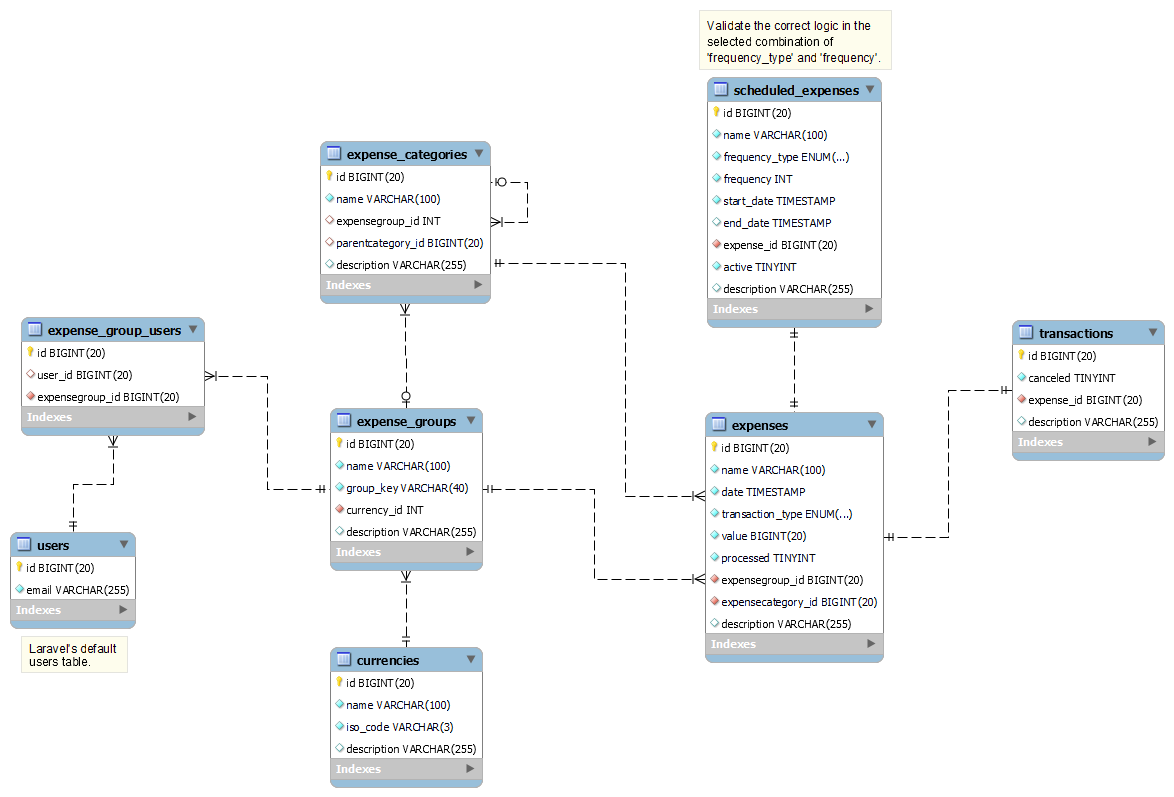 Validate the correct logic in the
selected combination of
'frequency_type' and 'frequency'.
scheduled_expenses
id BIGINT(20)
name VARCHAR(100)
frequency_type ENUM(...)
frequency INT
start_date TIMESTAMP
end_date TIMESTAMP
expense_id BIGINT(20)
active TINYINT
description VARCHAR(255)
Indexes
expense_categories
id BIGINT(20)
name VARCHAR(100)
expensegroup_id INT
parentcategory_id BIGINT(20)
description VARCHAR(255)
Indexes
expense_group_users
id BIGINT(20)
user_id BIGINT(20)
expensegroup_id BIGINT(20)
Indexes
transactions
id BIGINT(20)
canceled TINYINT
expense_id BIGINT(20)
description VARCHAR(255)
Indexes
expense_groups
id BIGINT(20)
name VARCHAR(100)
group_key VARCHAR(40)
currency_id INT
description VARCHAR(255)
Indexes
expenses
id BIGINT(20)
name VARCHAR(100)
date TIMESTAMP
transaction_type ENUM(...)
value BIGINT(20)
processed TINYINT
expensegroup_id BIGINT(20)
expensecategory_id BIGINT(20)
description VARCHAR(255)
Indexes
users
id BIGINT(20)
email VARCHAR(255)
Indexes
Laravel's default
users table.
currencies
id BIGINT(20)
name VARCHAR(100)
iso_code VARCHAR(3)
description VARCHAR(255)
Indexes